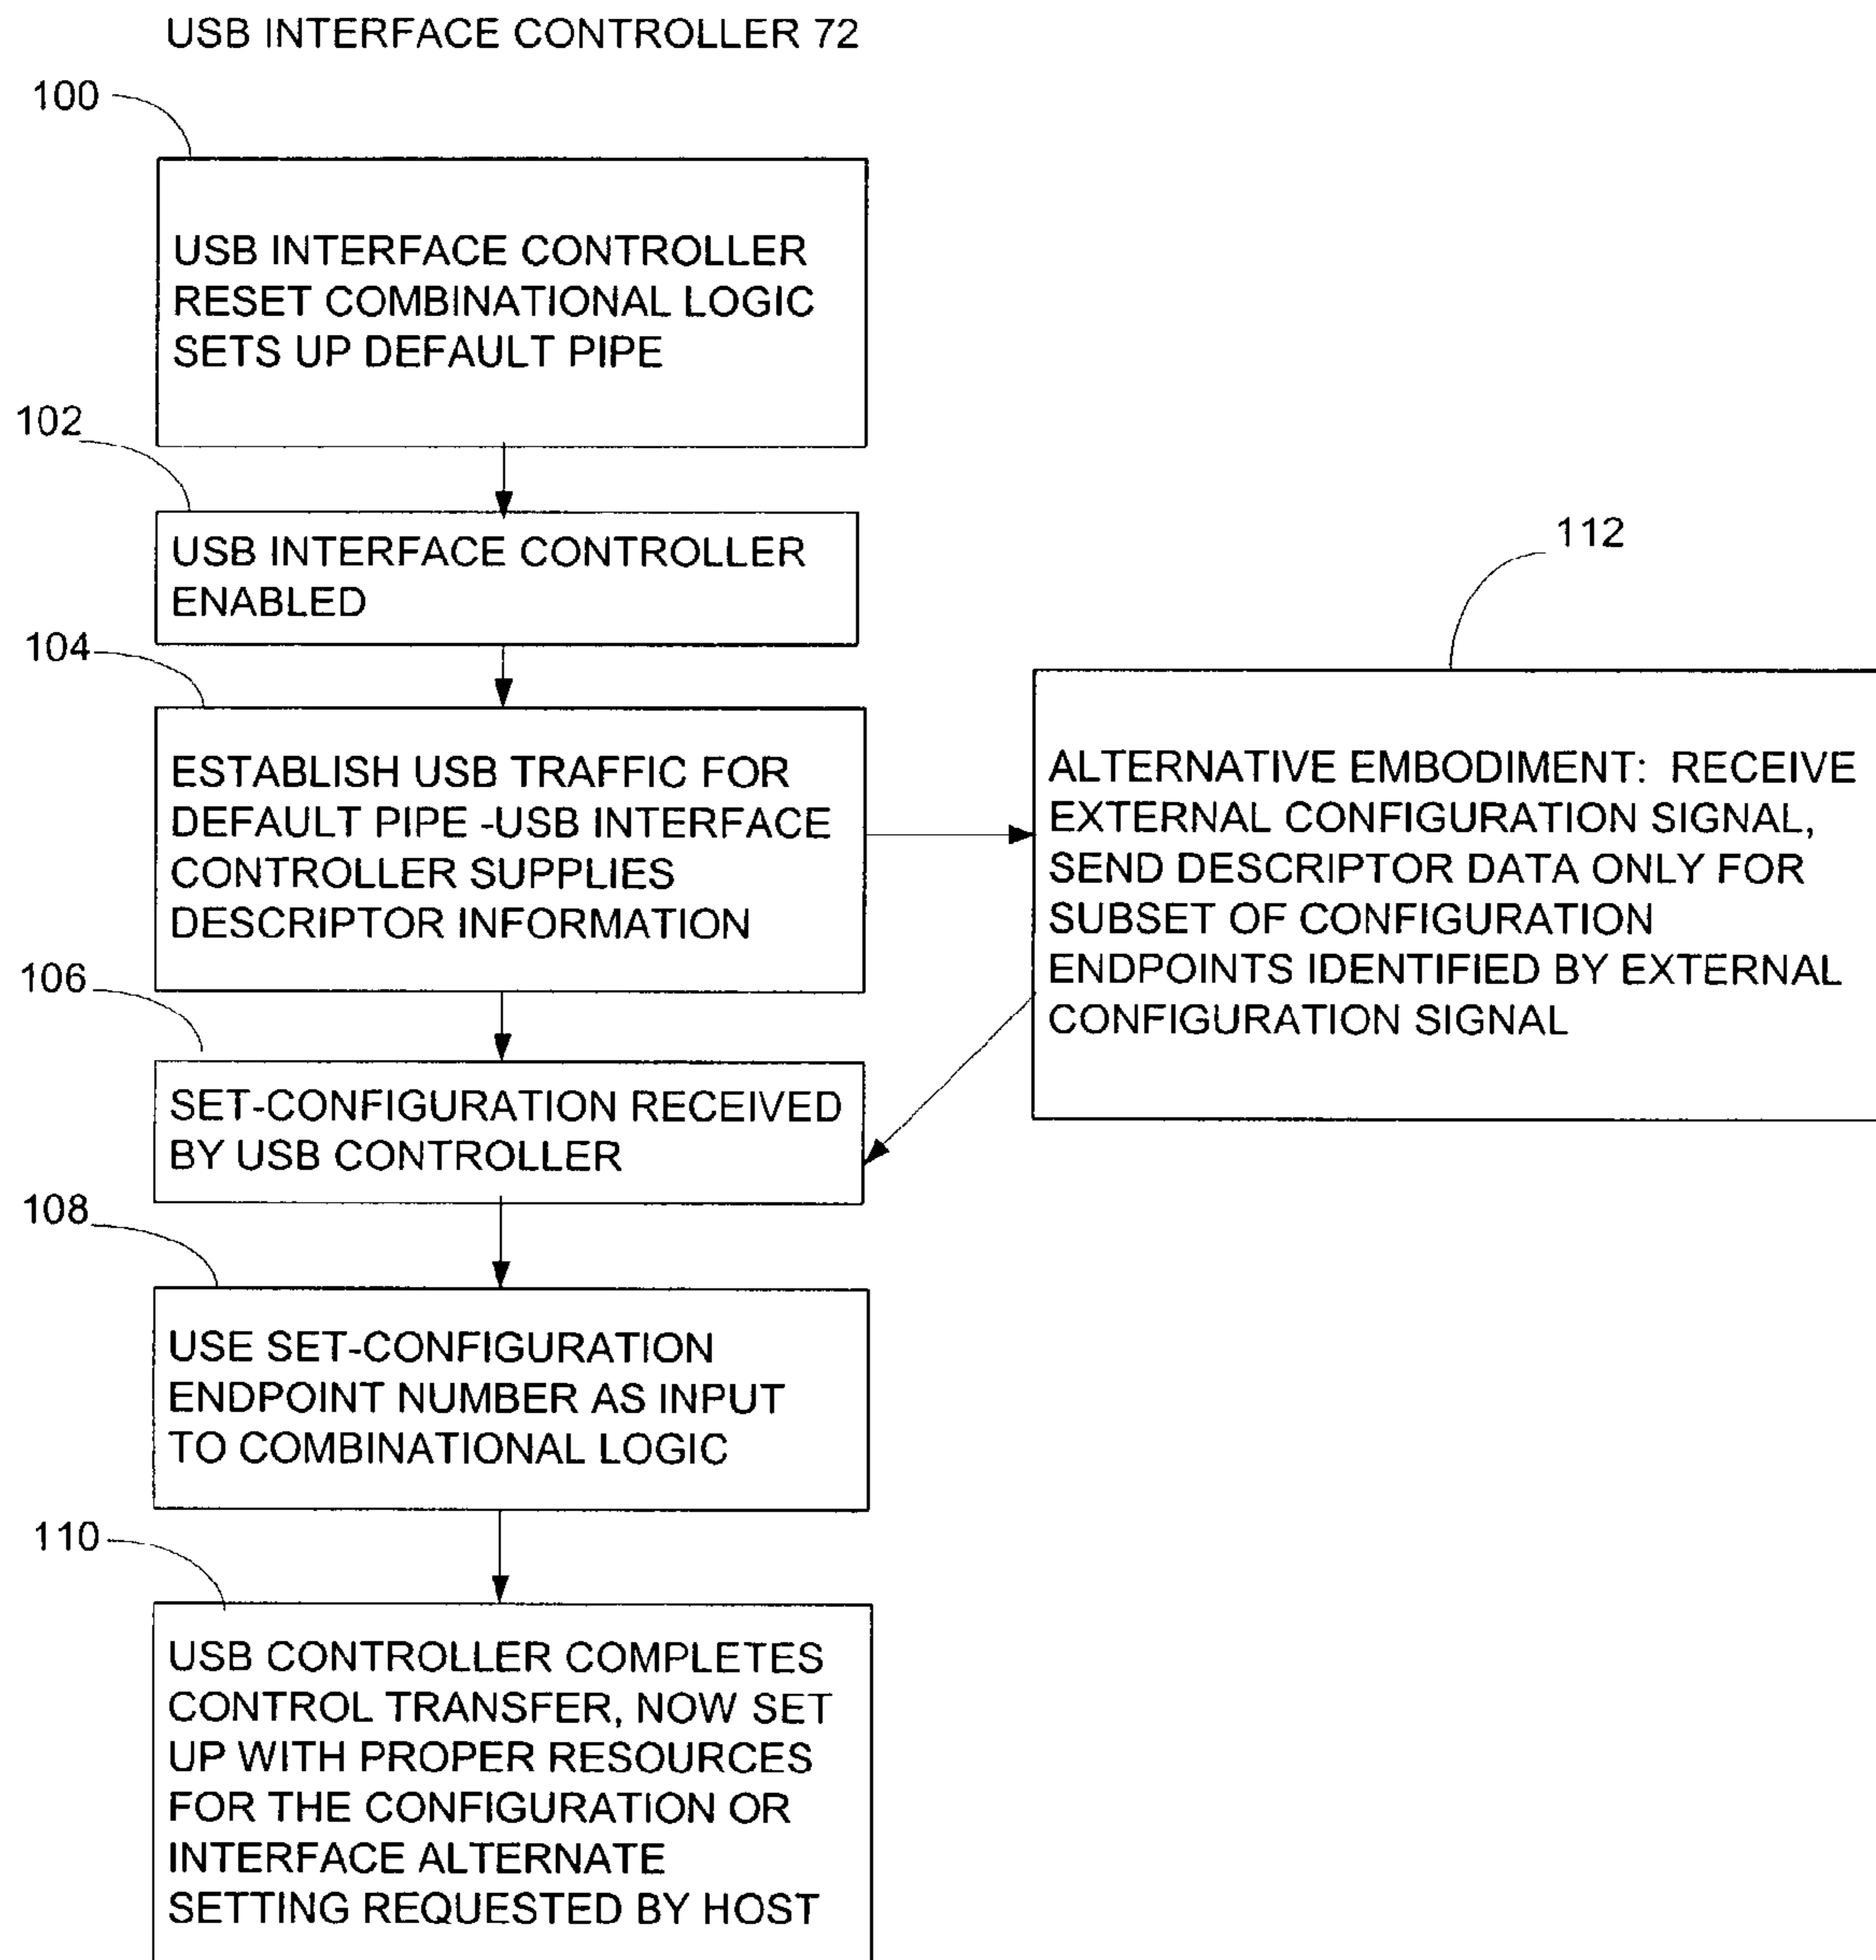 USB INTERFACE CONTROLLER 72
100
USB INTERFACE CONTROLLER
RESET COMBINATIONAL LOGIC
SETS UP DEFAULT PIPE
102
USB INTERFACE CONTROLLER
ENABLED
104
ESTABLISH USB TRAFFIC FOR
DEFAULT PIPE -USB INTERFACE
CONTROLLER SUPPLIES
DESCRIPTOR INFORMATION
112
ALTERNATIVE EMBODIMENT: RECEIVE
EXTERNAL CONFIGURATION SIGNAL,
SEND DESCRIPTOR DATA ONLY FOR
SUBSET OF CONFIGURATION
ENDPOINTS IDENTIFIED BY EXTERNAL
CONFIGURATION SIGNAL
106
SET-CONFIGURATION RECEIVED
BY USB CONTROLLER
108
USE SET-CONFIGURATION
ENDPOINT NUMBER AS INPUT
TO COMBINATIONAL LOGIC
110
USB CONTROLLER COMPLETES
CONTROL TRANSFER, NOW SET
UP WITH PROPER RESOURCES
FOR THE CONFIGURATION OR
INTERFACE ALTERNATE
SETTING REQUESTED BY HOST